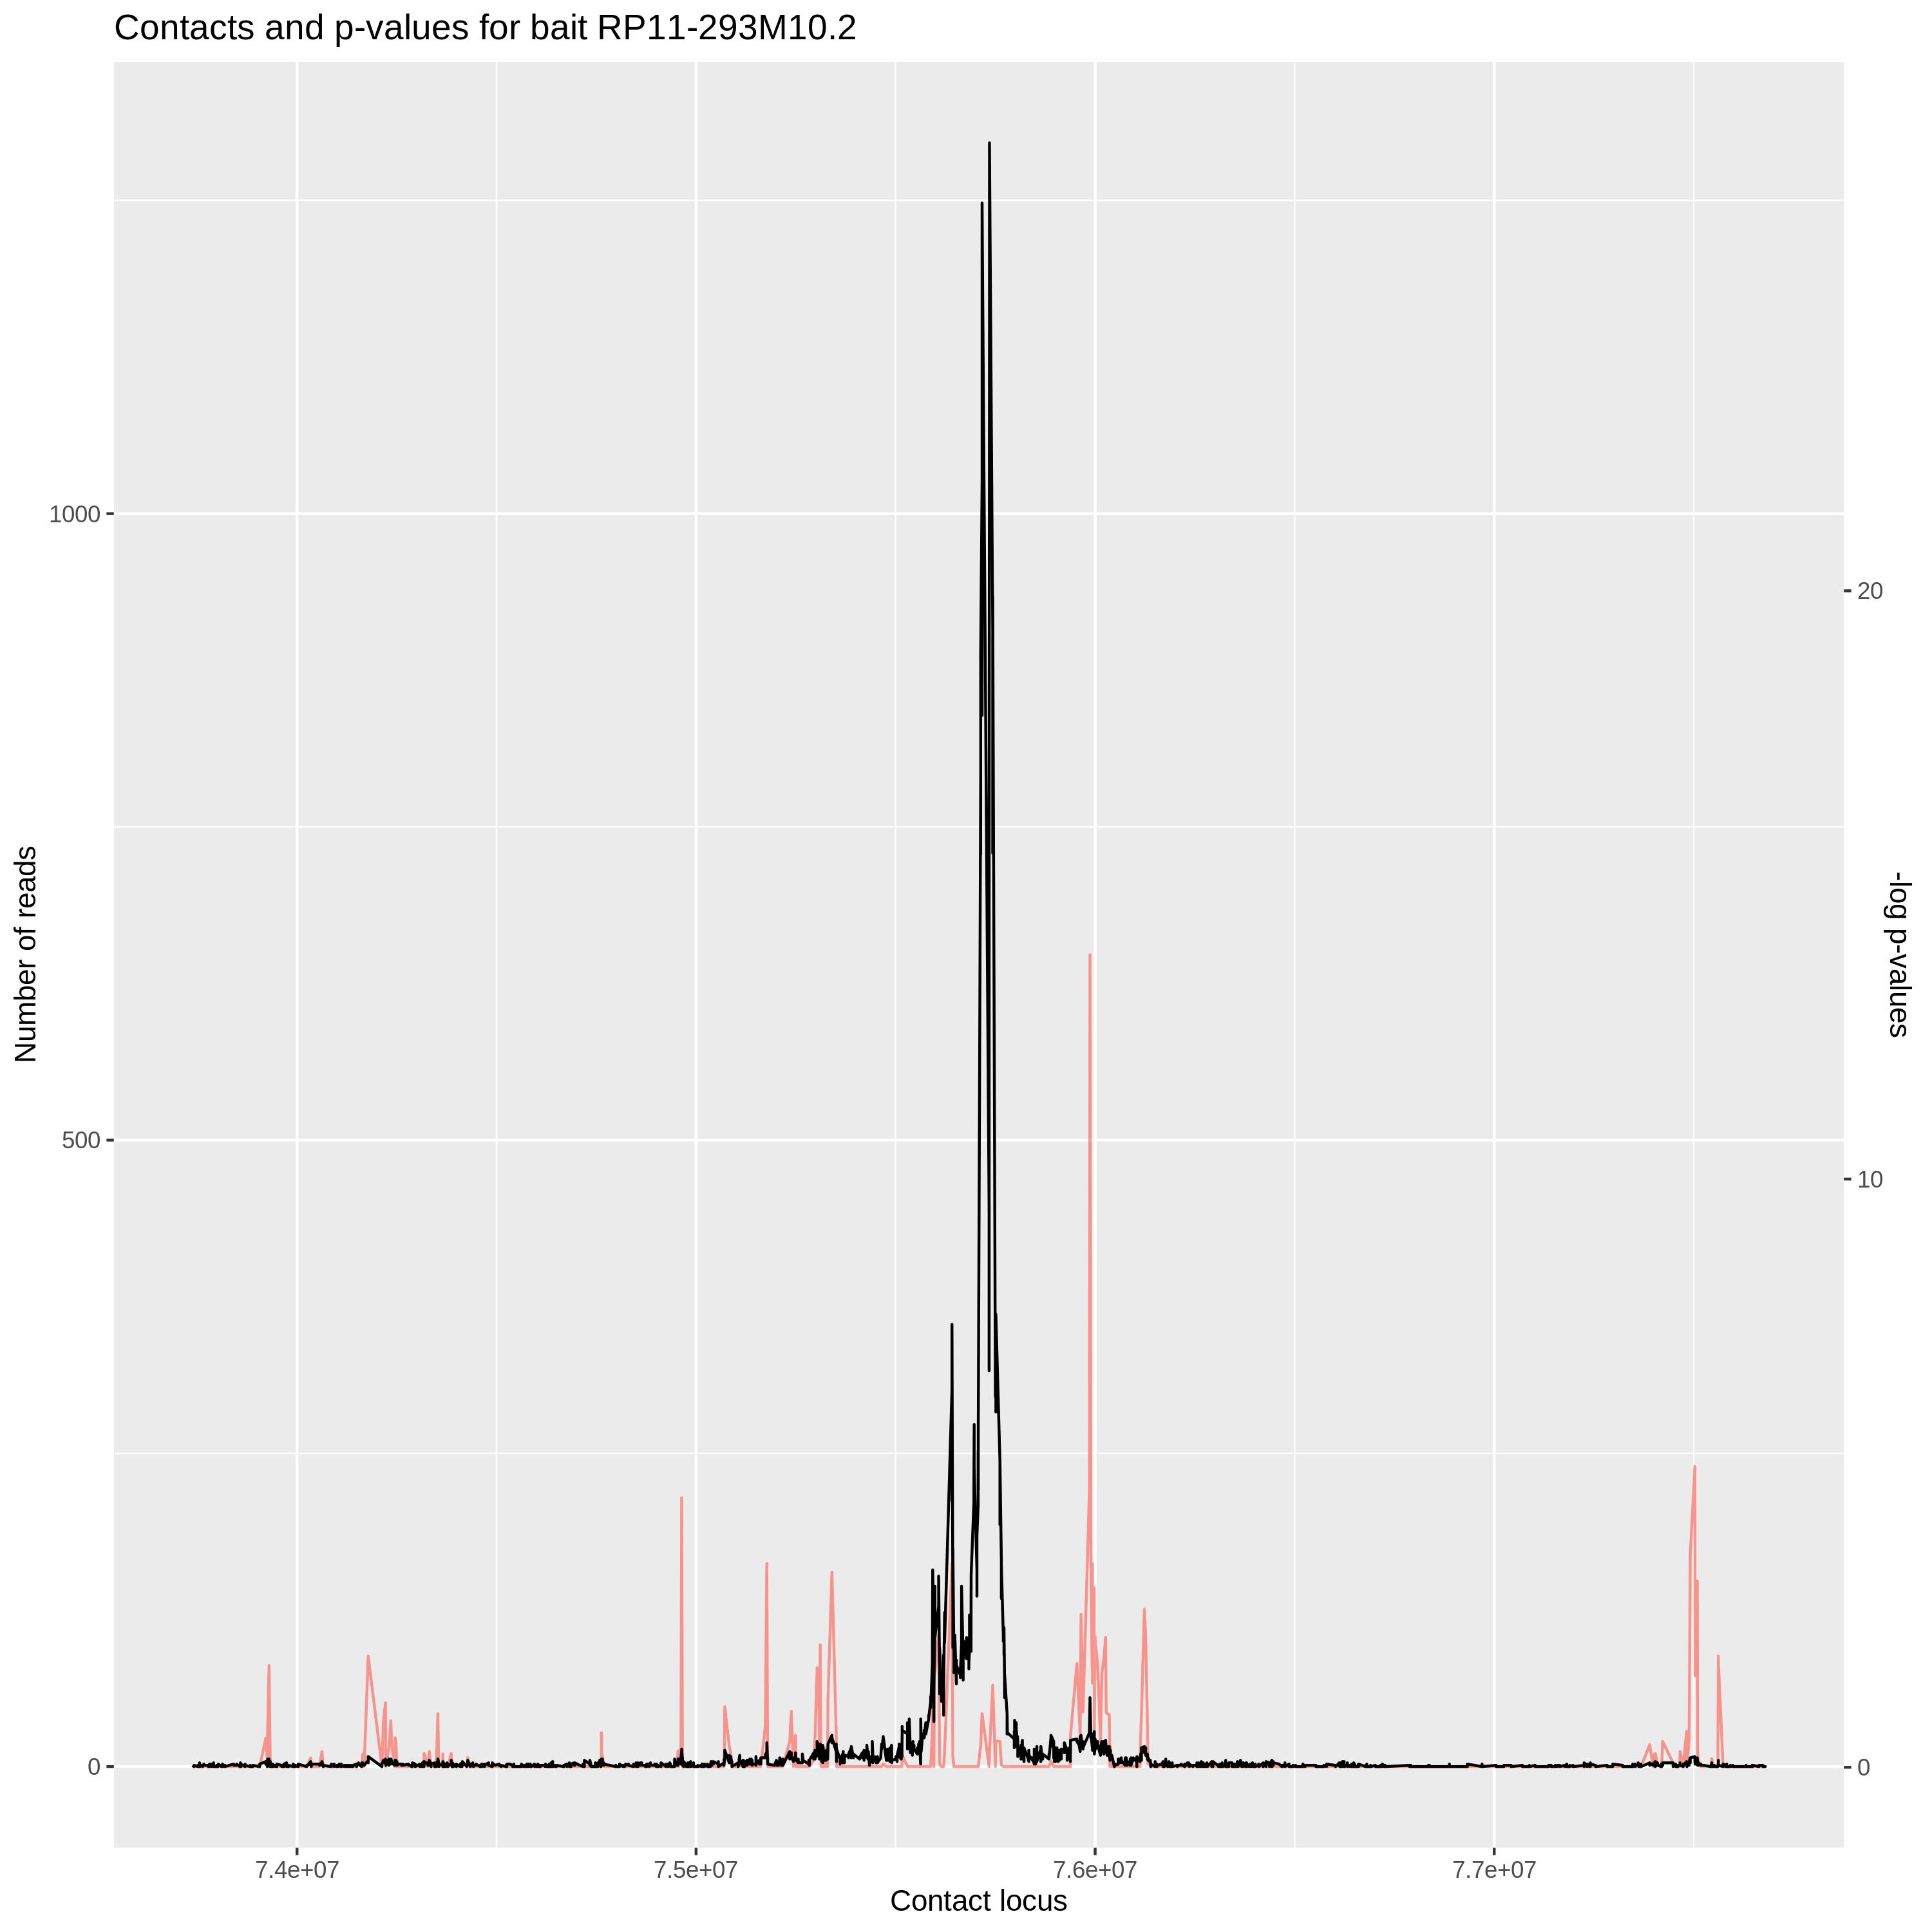 Contacts and p-values for bait RP11-293M10.2
1000
500
0
Number of reads
20
10
0
-log p-values
7.4e+07
7.5e+07
7.6e+07
7.7e+07
Contact locus